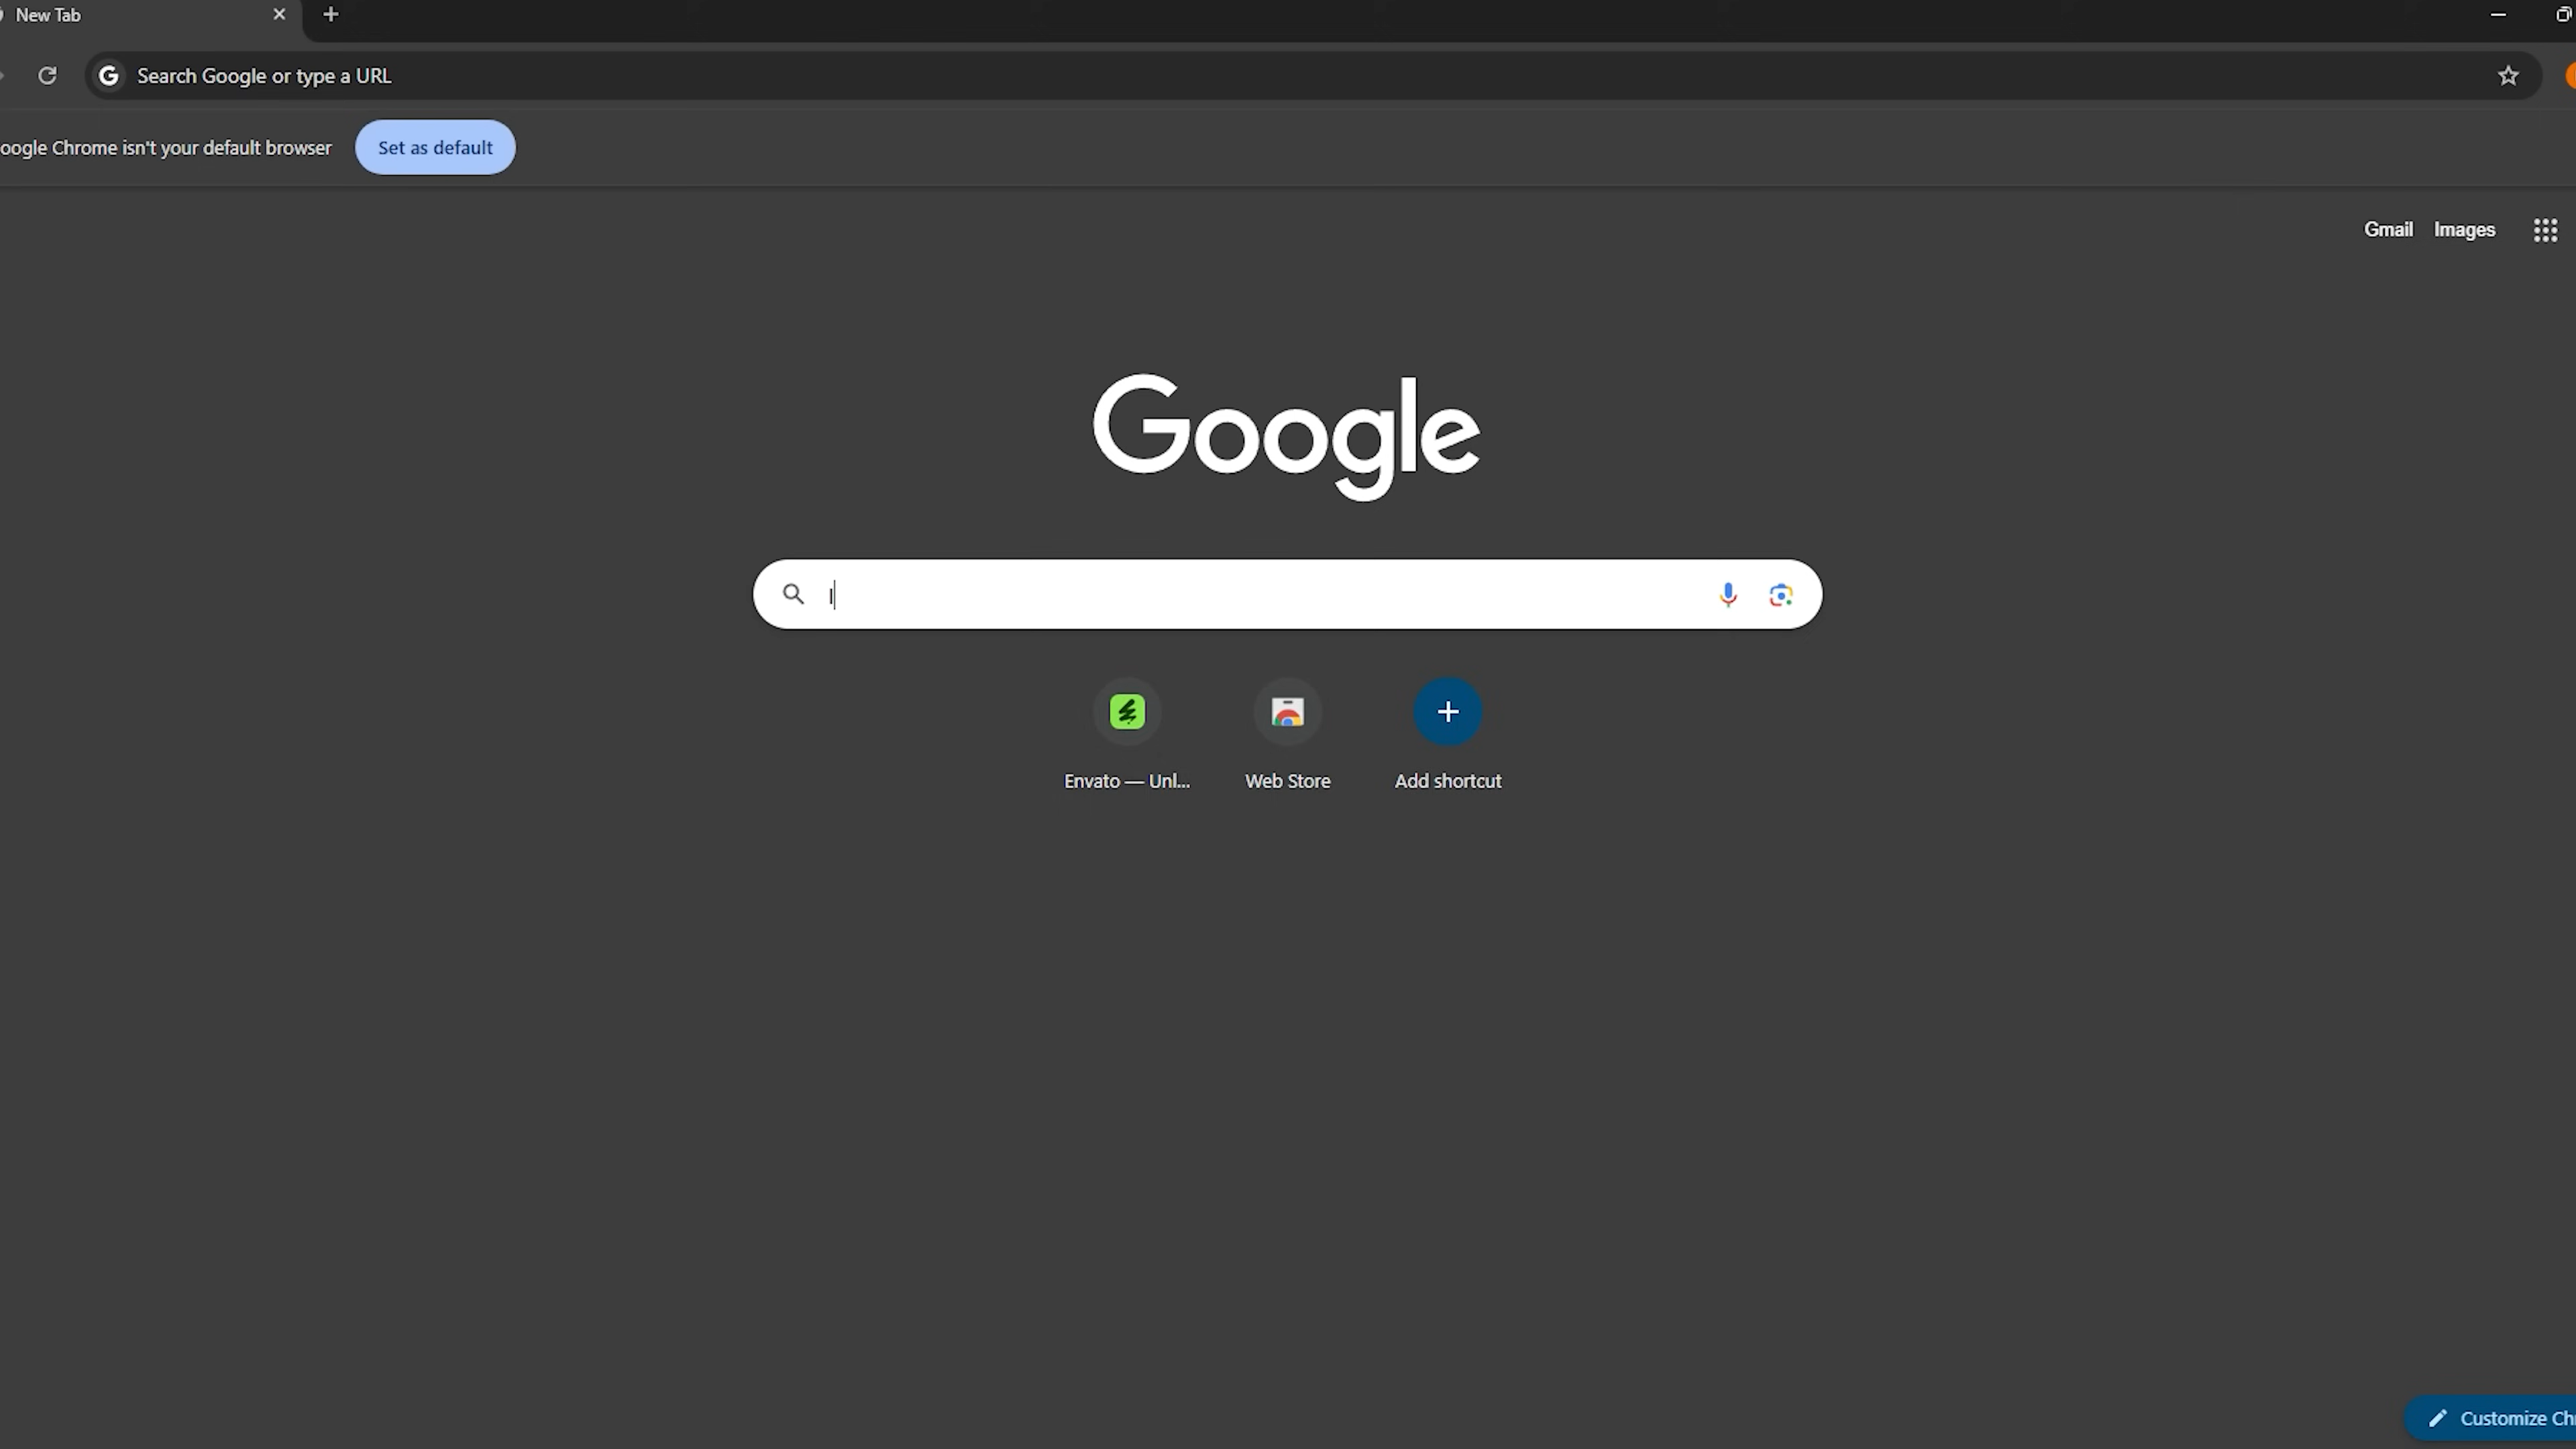 New Tab
Search Google or type a URL
oogle Chrome isn't your default browser
Set as default
Gmail Images
Google
Envato — Unl...
Web Store
Add shortcut
Customize Ch